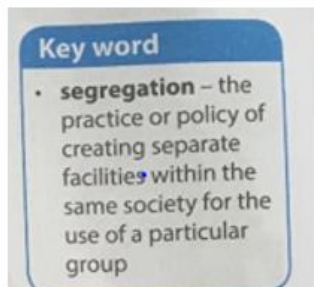 Key word
• segregation – the
practice or policy of
creating separate
facilities within the
same society for the
use of a particular
group